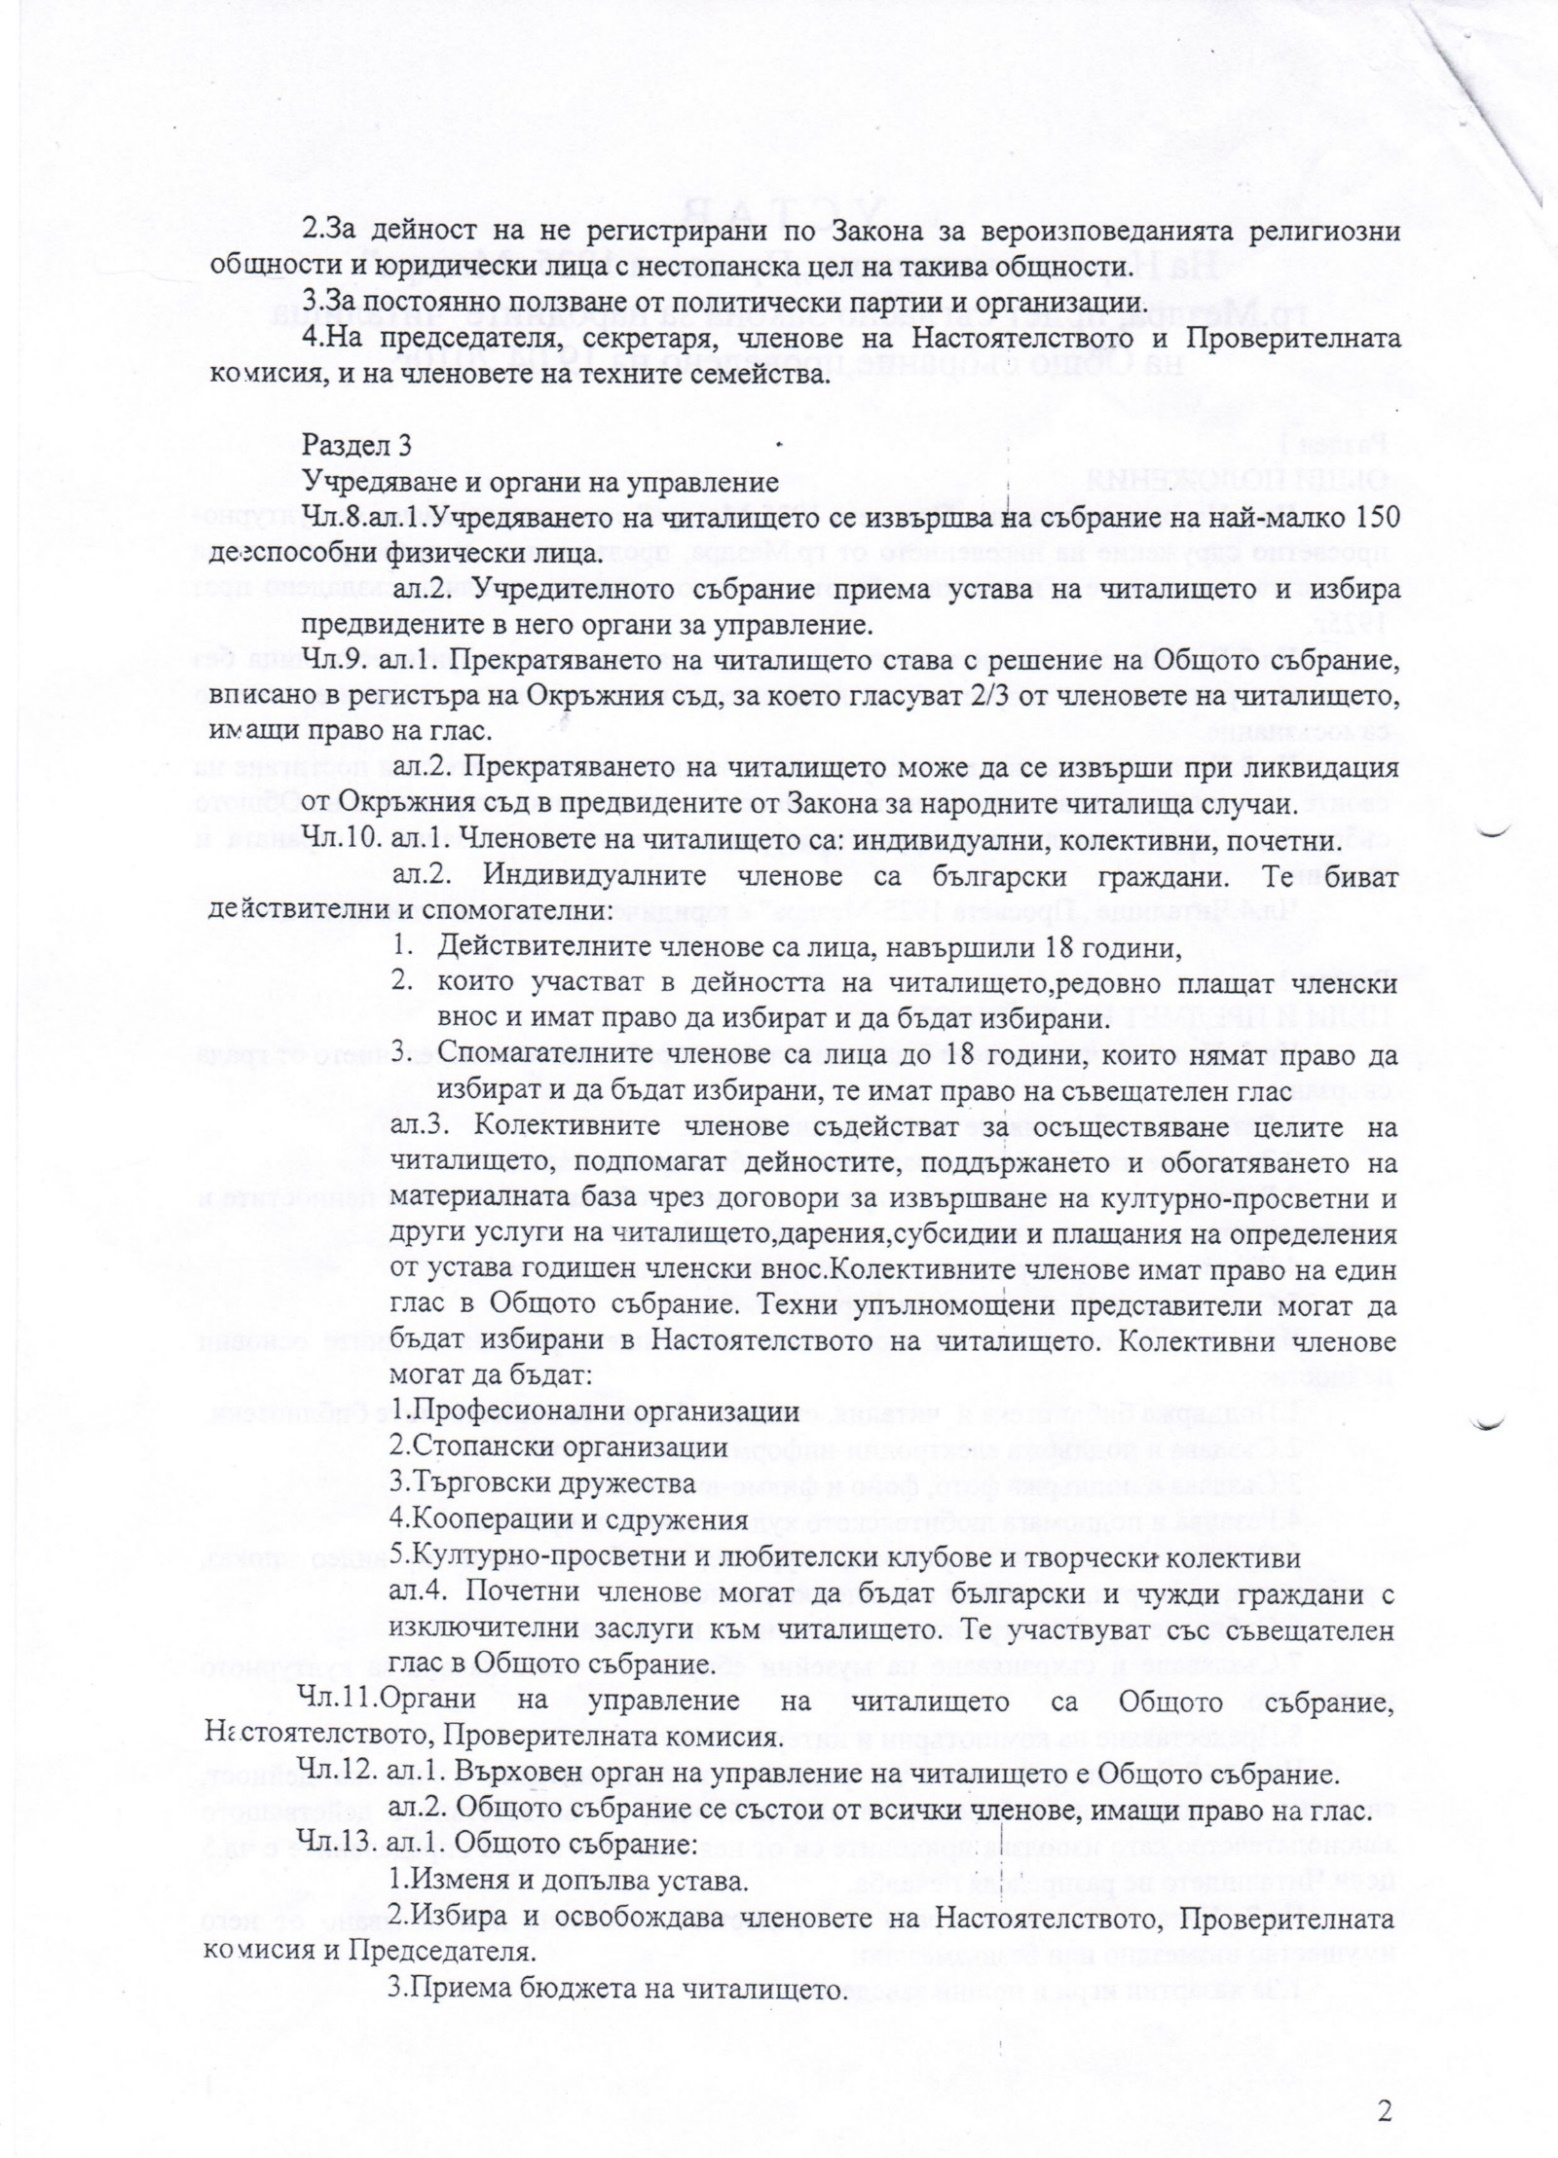 2.За дейност на не регистрирани по Закона за вероизповеданията религиозни
общности и юридически лица с нестопанска цел на такива общности.
3.За постоянно ползване от политически партии и организации.
4.На председателя, секретаря, членове на Настоятелството и Проверителната
комисия, и на членовете на техните семейства.
Раздел 3
Учредяване и органи на управление
Чл.8.ал.1.Учредяването на читалището се извършва на събрание на най-малко 150
дееспособни физически лица.
ал.2. Учредителното събрание приема устава на читалището и избира
предвидените в него органи за управление.
Чл.9. ал.1. Прекратяването на читалището става с решение на Общото събрание,
вписано в регистъра на Окръжния съд, за което гласуват 2/3 от членовете на читалището,
имащи право на глас.
ал.2. Прекратяването на читалището може да се извърши при ликвидация
от Окръжния съд в предвидените от Закона за народните читалища случаи.
Чл.10. ал.1. Членовете на читалището са: индивидуални, колективни, почетни.
ал.2. Индивидуалните членове са български граждани. Те биват
действителни и спомогателни:
1. Действителните членове са лица, навършили 18 години,
2. които участват в дейността на читалището,редовно плащат членски
внос и имат право да избират и да бъдат избирани.
3. Спомагателните членове са лица до 18 години, които нямат право да
избират и да бъдат избирани, те имат право на съвещателен глас
ал.3. Колективните членове съдействат за осъществяване целите на
читалището, подпомагат дейностите, поддържането и обогатяването на
материалната база чрез договори за извършване на културно-просветни и
други услуги на читалището,дарения,субсидии и плащания на определения
от устава годишен членски внос.Колективните членове имат право на един
глас в Общото събрание. Техни упълномощени представители могат да
бъдат избирани в Настоятелството на читалището. Колективни членове
могат да бъдат:
1.Професионални организации
2.Стопански организации
3.Търговски дружества
4.Кооперации и сдружения
5.Културно-просветни и любителски клубове и творчески колективи
ал.4. Почетни членове могат да бъдат български и чужди граждани с
изключителни заслуги към читалището. Те участвуват със съвещателен
глас в Общото събрание.
Чл.11.Органи на управление на читалището са Общото събрание,
Настоятелството, Проверителната комисия.
Чл.12. ал.1. Върховен орган на управление на читалището е Общото събрание.
ал.2. Общото събрание се състои от всички членове, имащи право на глас.
Чл.13. ал.1. Общото събрание:
1.Изменя и допълва устава.
2.Избира и освобождава членовете на Настоятелството, Проверителната
комисия и Председателя.
3.Приема бюджета на читалището.
2